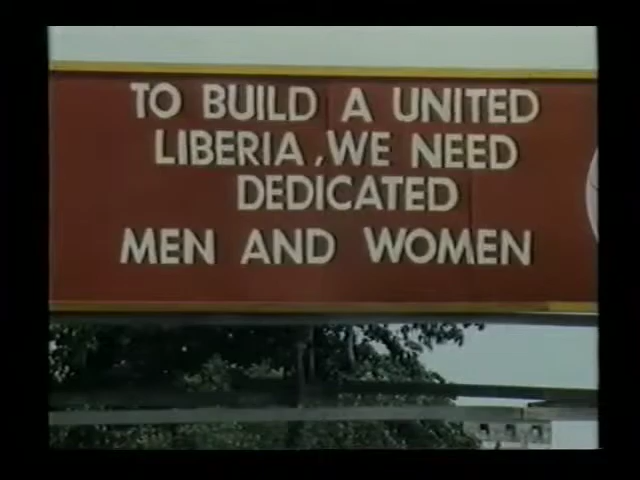 TO BUILD A UNITED
LIBERIA, WE NEED
DEDICATED
MEN AND WOMEN